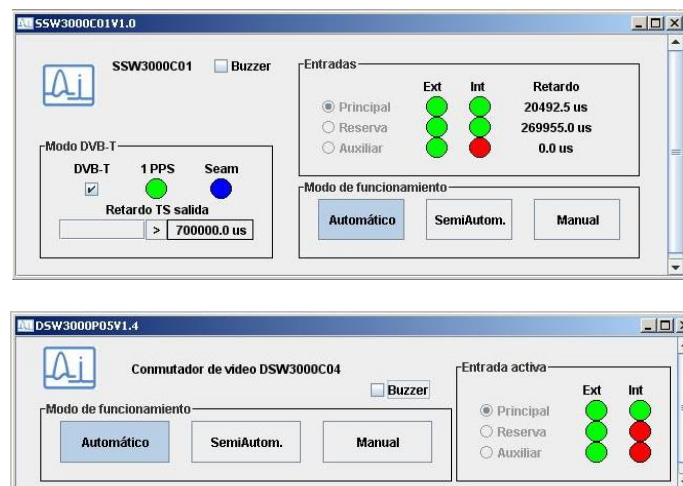 SSW3000C01V1.0
SSW3000C01 Buzzer
Entradas
Ext Int Retardo
Principal 20492.5 us
Reserva 269955.0 us
Auxiliar 0.0 us
Modo DVB-T
DVB-T 1 PPS Seam
Retardo TS salida
> 700000.0 us
Modo de funcionamiento
Automático SemiAutom. Manual
DSW3000P05V1.4
Conmutador de video DSW3000C04
Buzzer
Modo de funcionamiento
Automático SemiAutom. Manual
Entrada activa
Ext Int
Principal
Reserva
Auxiliar